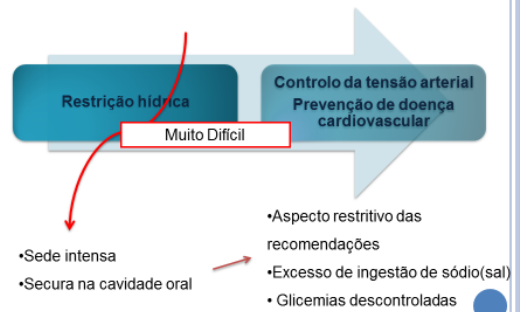 Restrição hídrica
Controlo da tensão arterial
Prevenção de doença
cardiovascular
Muito Difícil
•Sede intensa
•Secura na cavidade oral
•Aspecto restritivo das
recomendações
•Excesso de ingestão de sódio(sal)
• Glicemias descontroladas